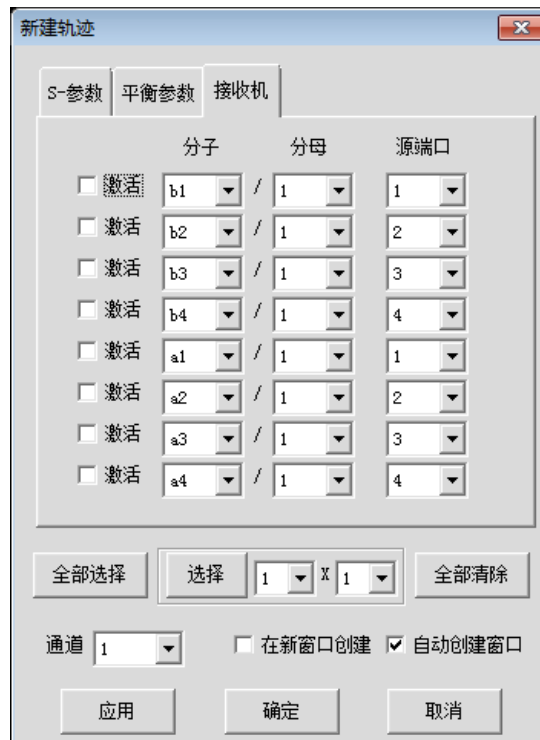 新建轨迹
S-参数 平衡参数 接收机
分子 分母 源端口
激活 b1 / 1 1
激活 b2 / 1 2
激活 b3 / 1 3
激活 b4 / 1 4
激活 a1 / 1 1
激活 a2 / 1 2
激活 a3 / 1 3
激活 a4 / 1 4
全部选择 选择 1 X 1 全部清除
通道 1 在新窗口创建 自动创建窗口
应用 确定 取消